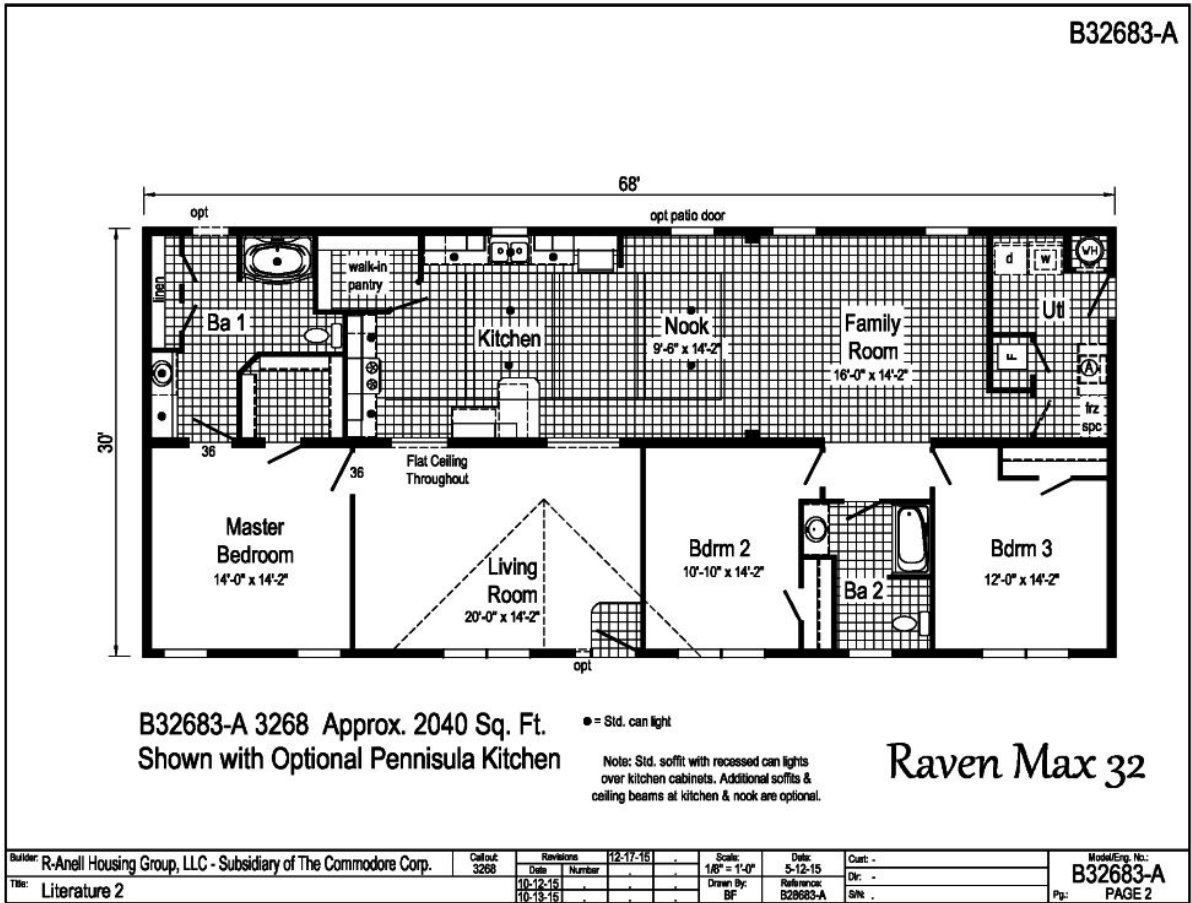 B32683-A
68'
opt
opt patio door
30'
linen
walk-in
pantry
d
w
WH
Ba 1
Kitchen
Nook
9'-6" x 14'-2"
Family
Room
16'-0" x 14'-2"
Utl
F
A
frz
spc
36
36
Flat Ceiling
Throughout
Master
Bedroom
14'-0" x 14'-2"
Living
Room
20'-0" x 14'-2"
Bdrm 2
10'-10" x 14'-2"
Ba 2
Bdrm 3
12'-0" x 14'-2"
opt
B32683-A 3268 Approx. 2040 Sq. Ft.
Shown with Optional Pennisula Kitchen
● = Std. can light
Note: Std. soffit with recessed can lights
over kitchen cabinets. Additional soffits &
ceiling beams at kitchen & nook are optional.
Raven Max 32
Builder: R-Anell Housing Group, LLC - Subsidiary of The Commodore Corp.
Title: Literature 2
Callout:
3268
Revisions 12-17-15 .
Date Number . .
10-12-15 . . .
10-13-15 . . .
Scale:
1/8" = 1'-0"
Drawn By:
BF
Date:
5-12-15
Reference:
B28683-A
Cust: -
Dlr: -
S/N: .
Model/Eng. No.:
B32683-A
Pg.: PAGE 2